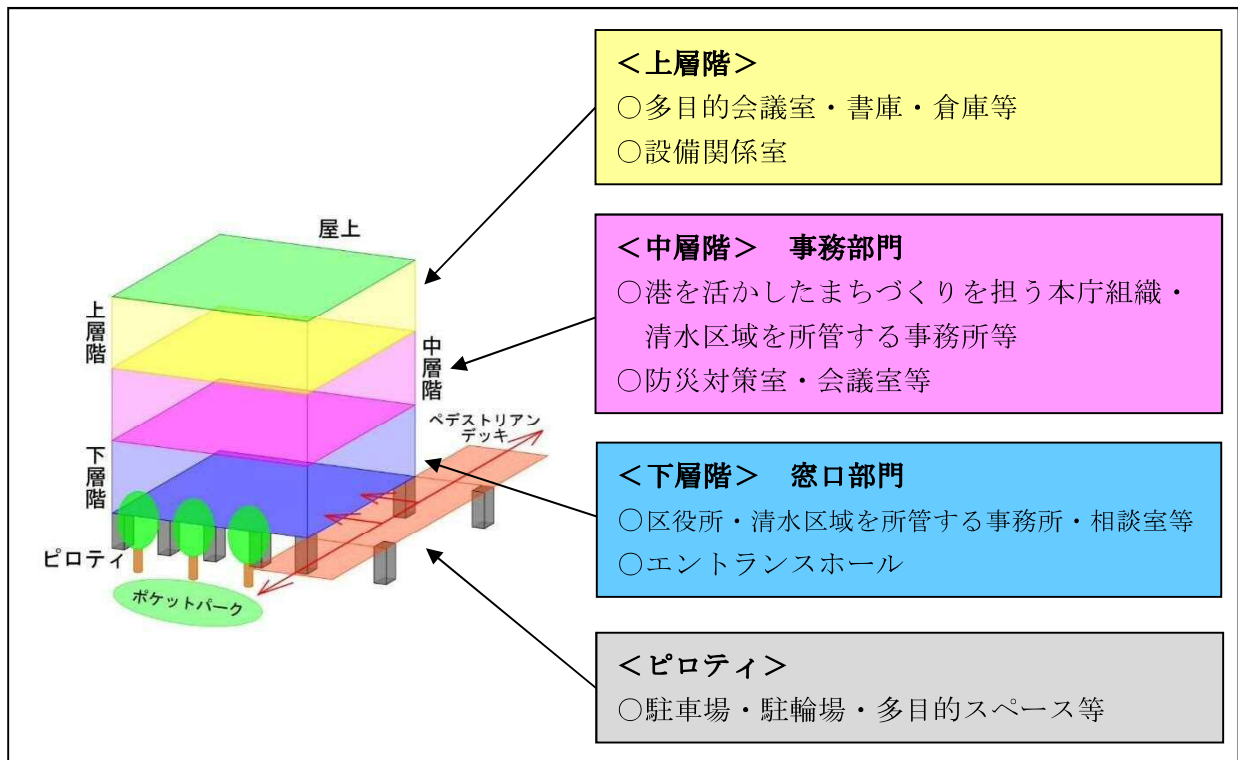 ＜上層階＞
○多目的会議室・書庫・倉庫等
○設備関係室
＜中層階＞　事務部門
○港を活かしたまちづくりを担う本庁組織・
清水区域を所管する事務所等
○防災対策室・会議室等
＜下層階＞　窓口部門
○区役所・清水区域を所管する事務所・相談室等
○エントランスホール
＜ピロティ＞
○駐車場・駐輪場・多目的スペース等
屋上
上層階
中層階
下層階
ペデストリアン
デッキ
ピロティ
ポケットパーク